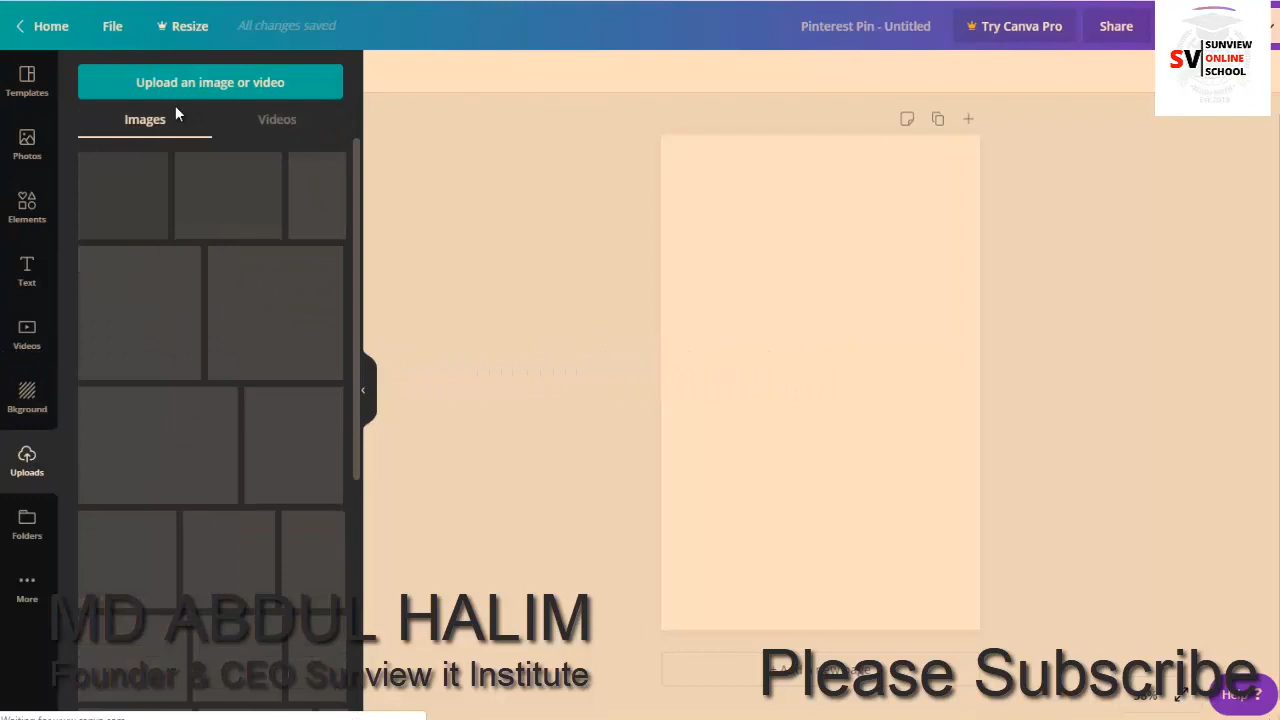 Home File Resize All changes saved Pinterest Pin - Untitled Try Canva Pro Share
SV SUNVIEW
ONLINE
SCHOOL
Upload an image or video
Images Videos
Templates
Photos
Elements
Text
Videos
Bkground
Uploads
Folders
More
MD ABDUL HALIM
Founder & CEO Sunview it Institute
Please Subscribe
Help ?